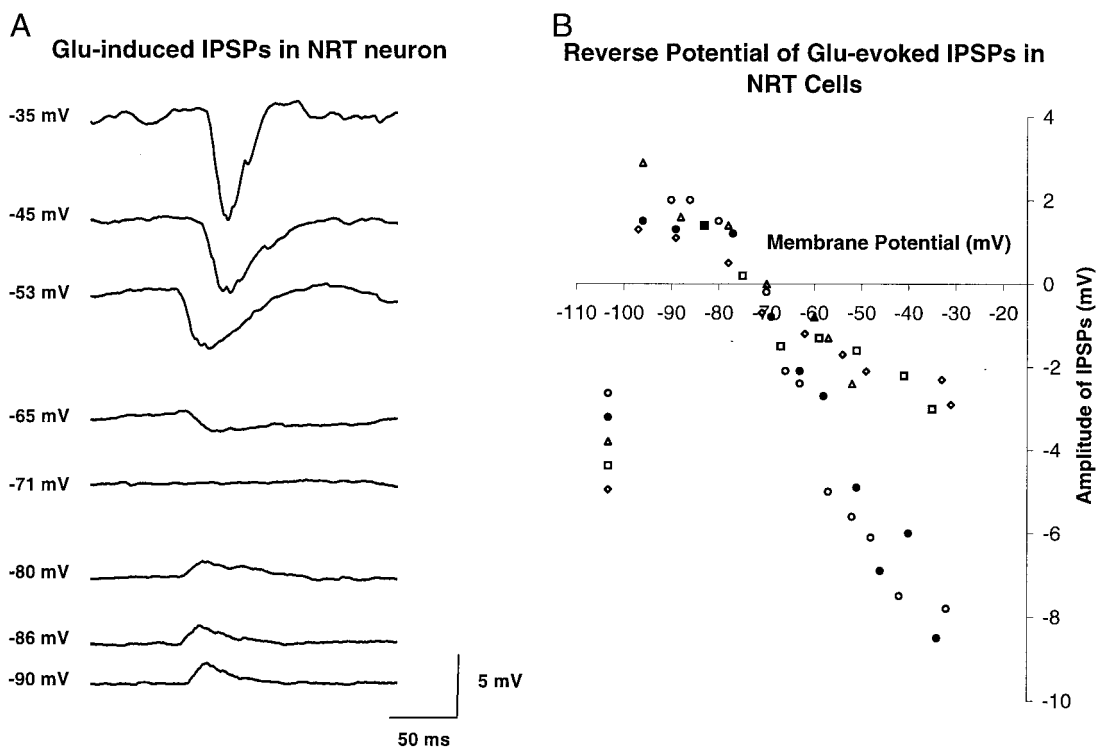 A
Glu-induced IPSPs in NRT neuron
-35 mV
-45 mV
-53 mV
-65 mV
-71 mV
-80 mV
-86 mV
-90 mV
5 mV
50 ms
B
Reverse Potential of Glu-evoked IPSPs in
NRT Cells
Membrane Potential (mV)
-110 -100 -90 -80 -70 -60 -50 -40 -30 -20
4
2
0
-2
-4
-6
-8
-10
Amplitude of IPSPs (mV)